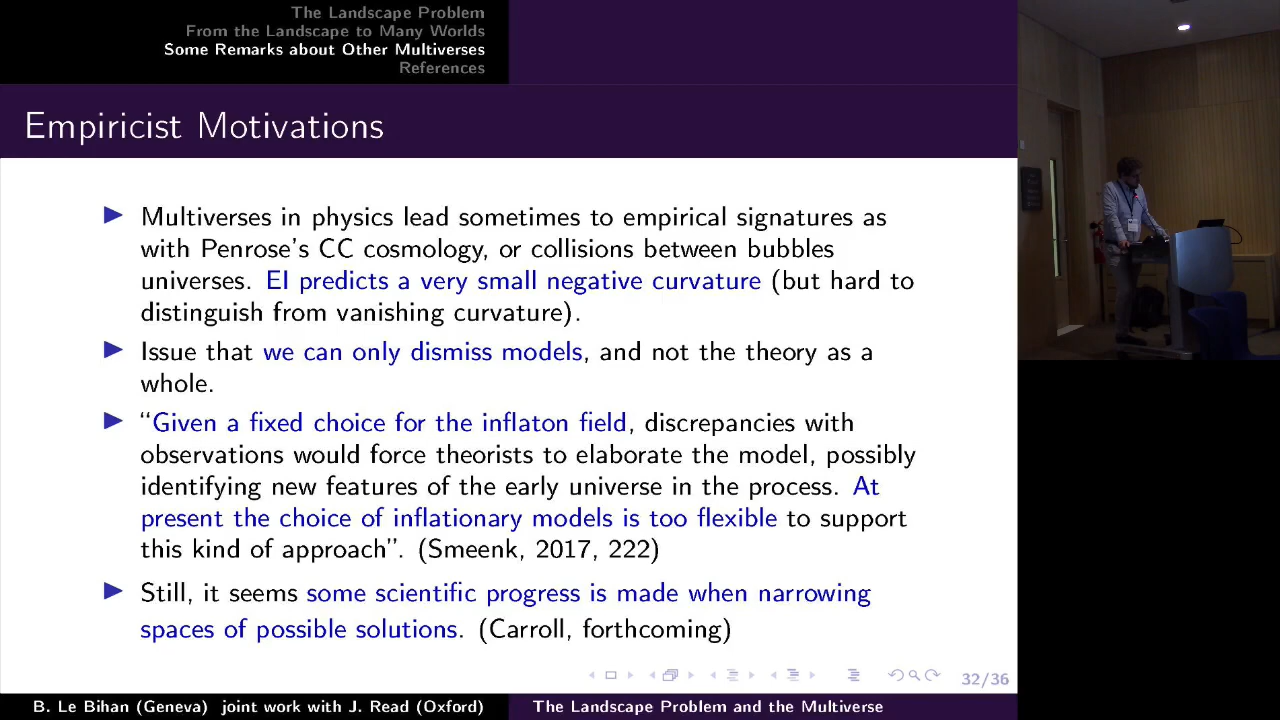 The Landscape Problem
From the Landscape to Many Worlds
Some Remarks about Other Multiverses
References
Empiricist Motivations
Multiverses in physics lead sometimes to empirical signatures as
with Penrose's CC cosmology, or collisions between bubbles
universes. EI predicts a very small negative curvature (but hard to
distinguish from vanishing curvature).
Issue that we can only dismiss models, and not the theory as a
whole.
“Given a fixed choice for the inflaton field, discrepancies with
observations would force theorists to elaborate the model, possibly
identifying new features of the early universe in the process. At
present the choice of inflationary models is too flexible to support
this kind of approach”. (Smeenk, 2017, 222)
Still, it seems some scientific progress is made when narrowing
spaces of possible solutions. (Carroll, forthcoming)
32/36
B. Le Bihan (Geneva) joint work with J. Read (Oxford)
The Landscape Problem and the Multiverse